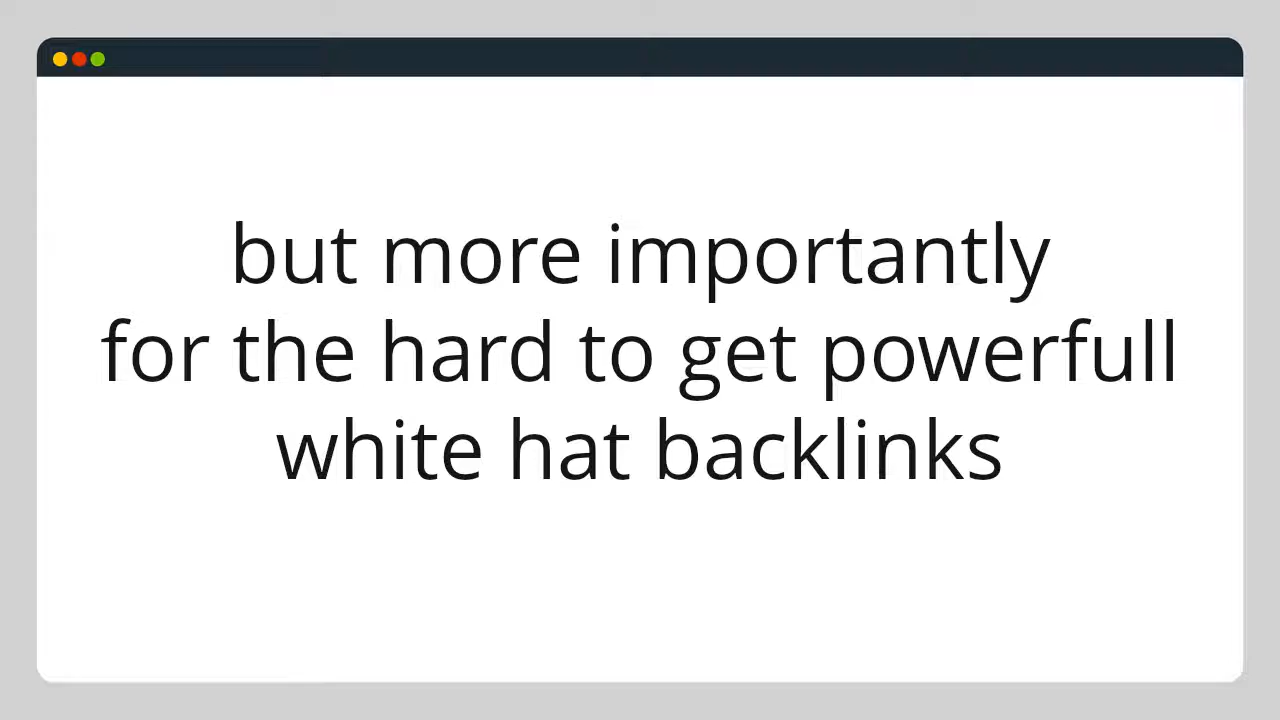 but more importantly
for the hard to get powerfull
white hat backlinks